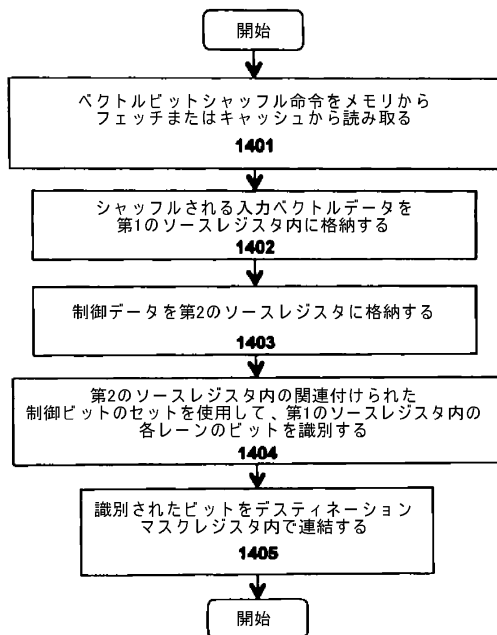 開始
ベクトルビットシャッフル命令をメモリから
フェッチまたはキャッシュから読み取る
1401
シャッフルされる入力ベクトルデータを
第1のソースレジスタ内に格納する
1402
制御データを第2のソースレジスタに格納する
1403
第2のソースレジスタ内の関連付けられた
制御ビットのセットを使用して、第1のソースレジスタ内の
各レーンのビットを識別する
1404
識別されたビットをデスティネーション
マスクレジスタ内で連結する
1405
開始